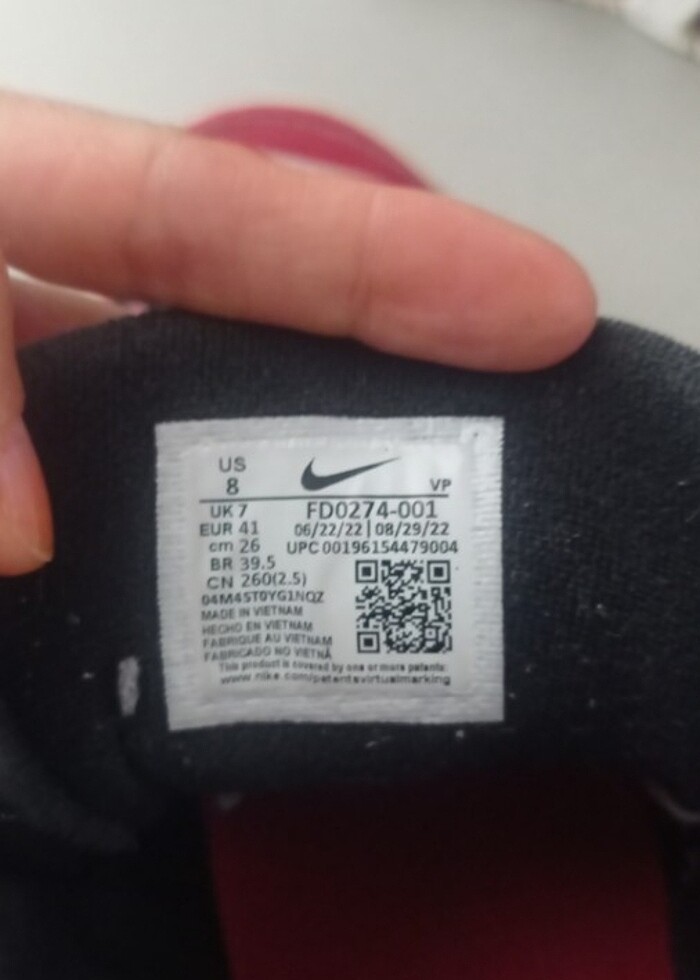 US
8
VP
UK 7
FD0274-001
EUR 41
06/22/22 | 08/29/22
cm 26
UPC 00196154479004
BR 39.5
CN 260(2.5)
04M4ST0YG1NQZ
MADE IN VIETNAM
HECHO EN VIETNAM
FABRIQUE AU VIETNAM
FABRICADO NO VIETNÃ
This product is covered by one or more patents:
www.nike.com/patentsvirtualmarking